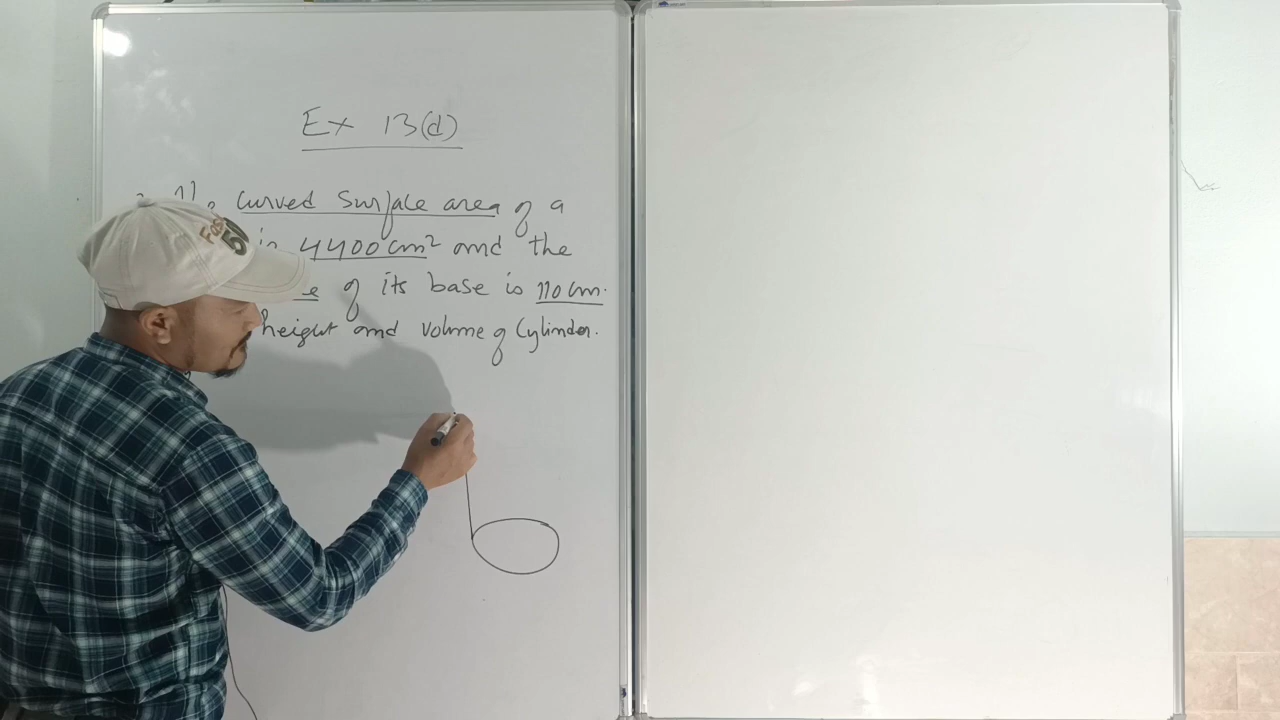 Ex 13(d)
curved surface area of a
4400 cm² and the
of its base is 110 cm.
height and volume of Cylinder.
50